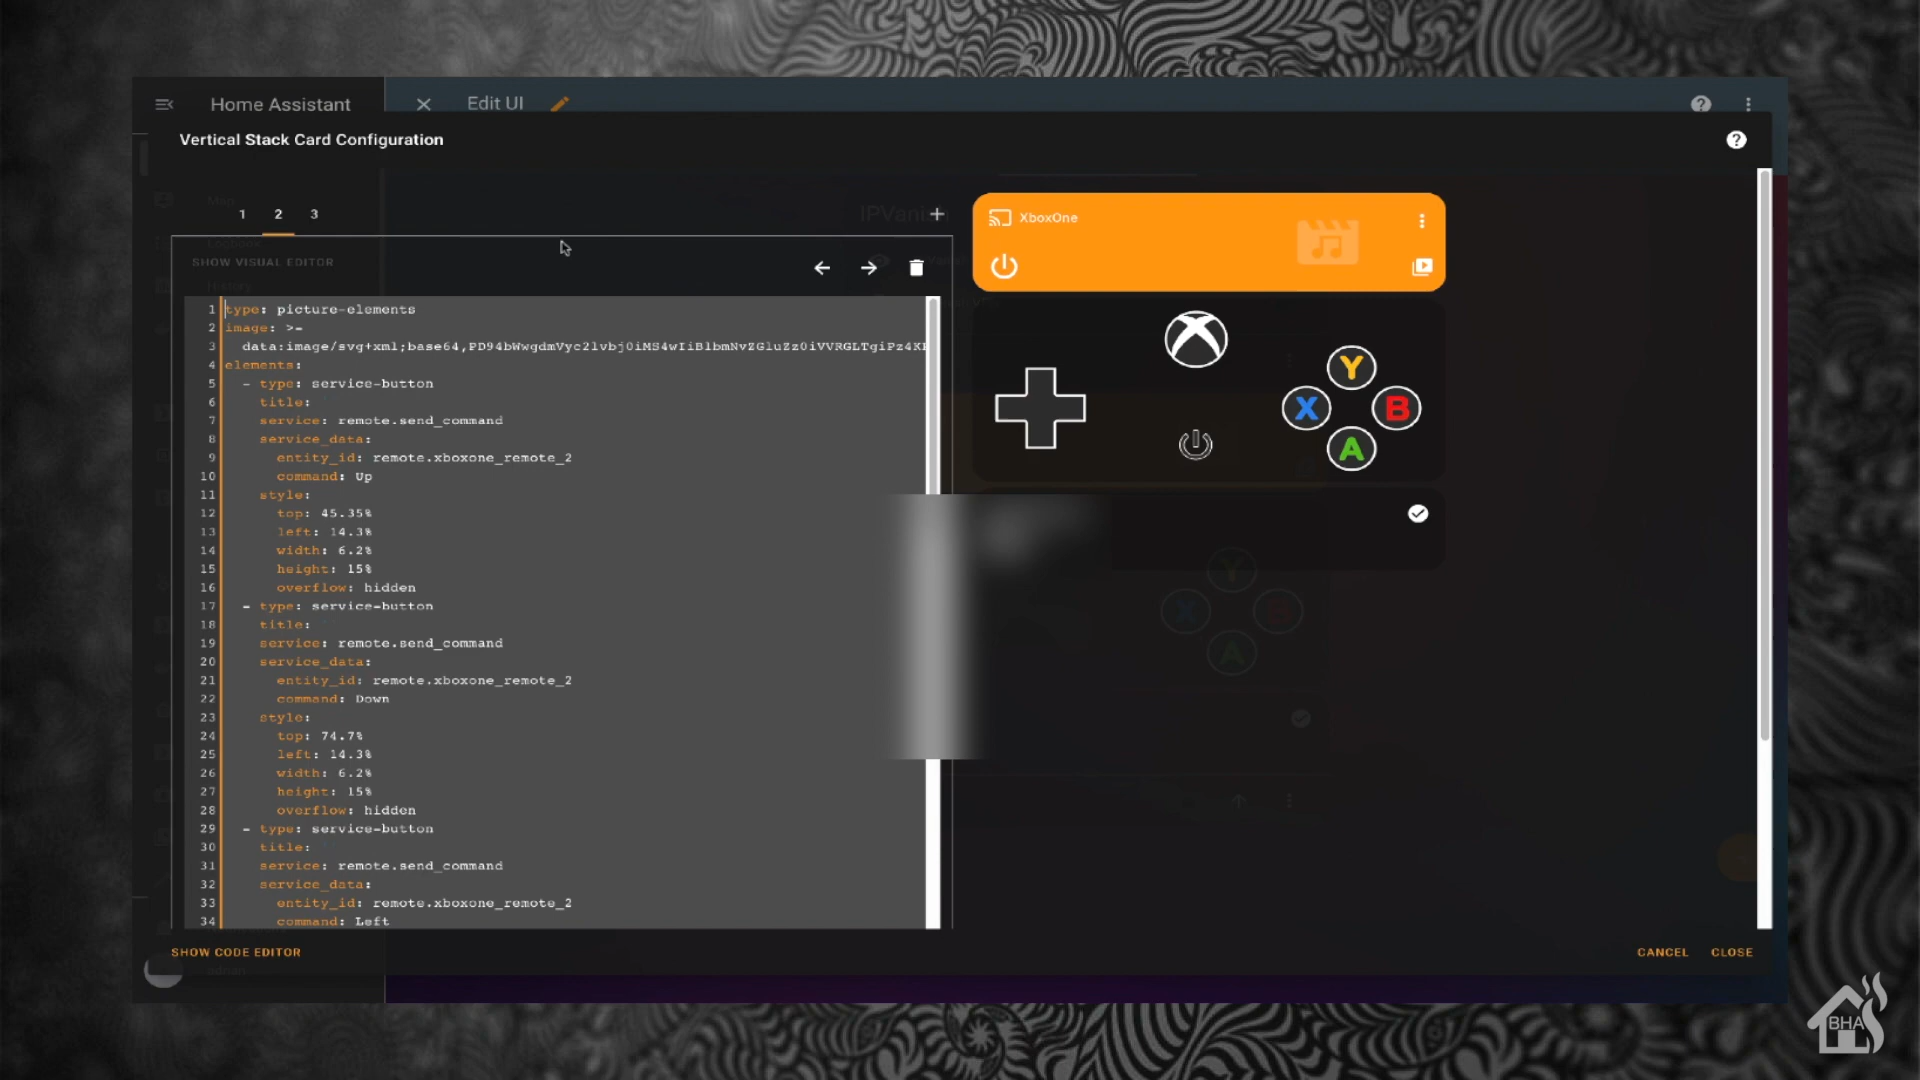 Home Assistant
Edit UI
Vertical Stack Card Configuration
Map
1 2 3
IPVanish
Logbook
SHOW VISUAL EDITOR
History
XboxOne
1 type: picture-elements
2 image: >-
3 data:image/svg+xml;base64,PD94bWwgdmVyc2lvbj0iMS4wIiBlbmNvZGluZz0iVVRGLTgiPz4KP
4 elements:
5 - type: service-button
6 title: ' '
7 service: remote.send_command
8 service_data:
9 entity_id: remote.xboxone_remote_2
10 command: Up
11 style:
12 top: 45.35%
13 left: 14.3%
14 width: 6.2%
15 height: 15%
16 overflow: hidden
17 - type: service-button
18 title: ' '
19 service: remote.send_command
20 service_data:
21 entity_id: remote.xboxone_remote_2
22 command: Down
23 style:
24 top: 74.7%
25 left: 14.3%
26 width: 6.2%
27 height: 15%
28 overflow: hidden
29 - type: service-button
30 title: ' '
31 service: remote.send_command
32 service_data:
33 entity_id: remote.xboxone_remote_2
34 command: Left
Y
X B
A
Y
X B
A
SHOW CODE EDITOR
CANCEL CLOSE
BHA